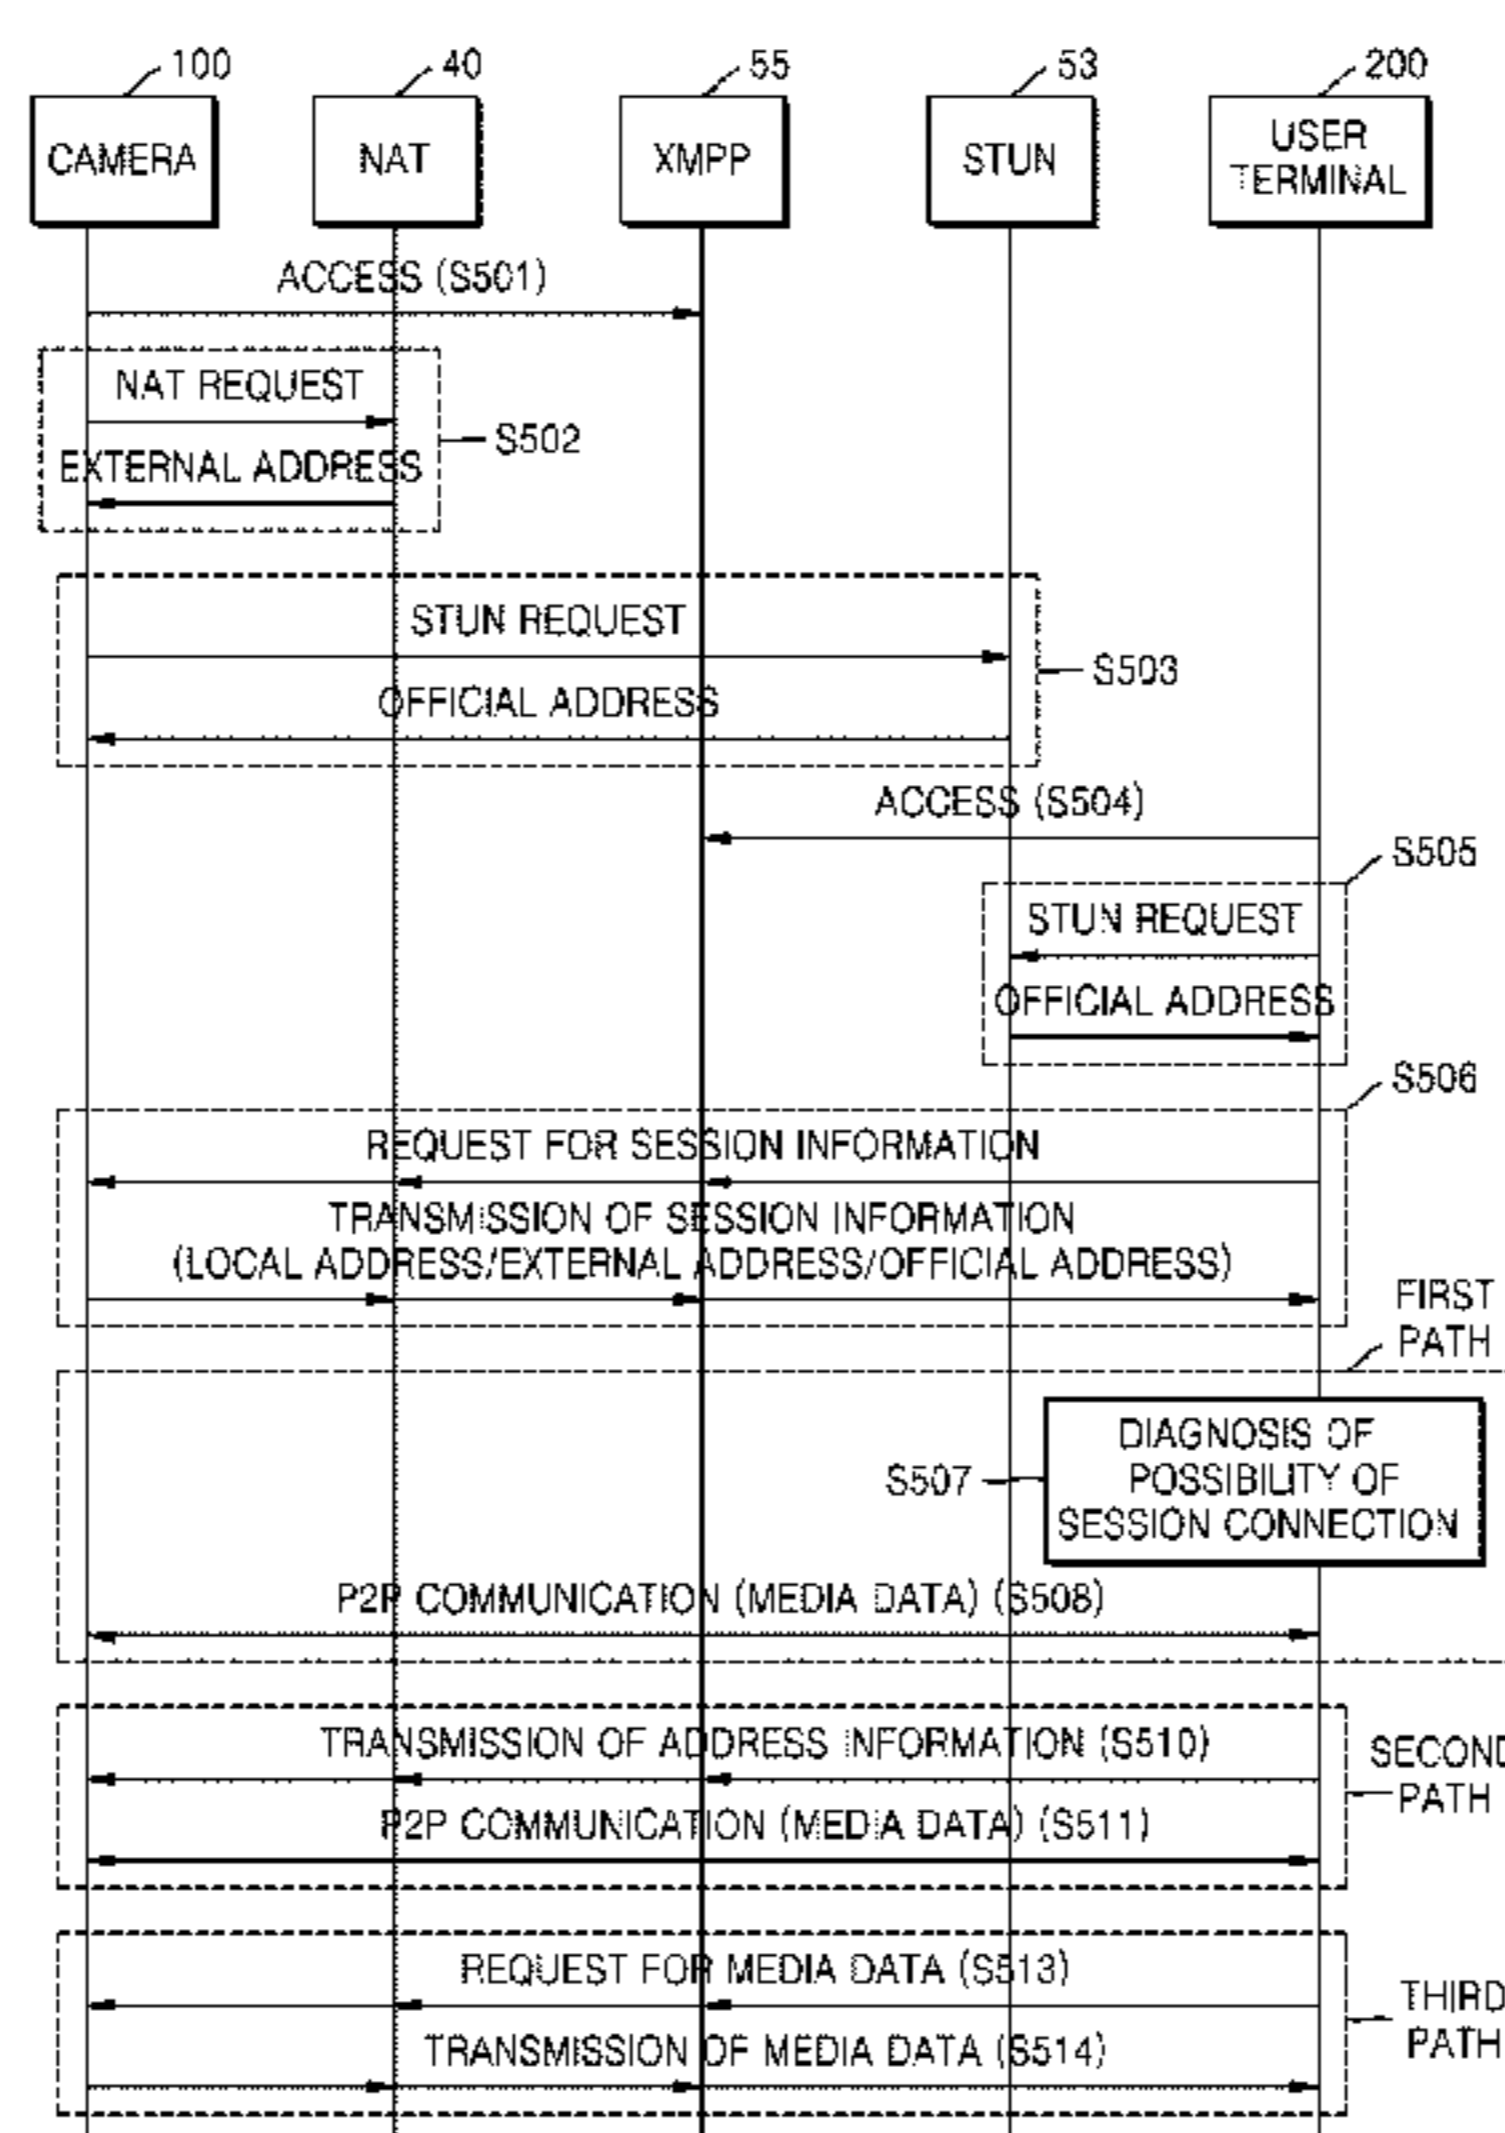 100
40
55
53
200
CAMERA
NAT
XMPP
STUN
USER
TERMINAL
ACCESS (S501)
NAT REQUEST
S502
EXTERNAL ADDRESS
STUN REQUEST
S503
OFFICIAL ADDRESS
ACCESS (S504)
S505
STUN REQUEST
OFFICIAL ADDRESS
S506
REQUEST FOR SESSION INFORMATION
TRANSMISSION OF SESSION INFORMATION
(LOCAL ADDRESS/EXTERNAL ADDRESS/OFFICIAL ADDRESS)
FIRST
PATH
DIAGNOSIS OF
POSSIBILITY OF
SESSION CONNECTION
S507
P2P COMMUNICATION (MEDIA DATA) (S508)
TRANSMISSION OF ADDRESS INFORMATION (S510)
SECOND
PATH
P2P COMMUNICATION (MEDIA DATA) (S511)
REQUEST FOR MEDIA DATA (S513)
THIRD
PATH
TRANSMISSION OF MEDIA DATA (S514)